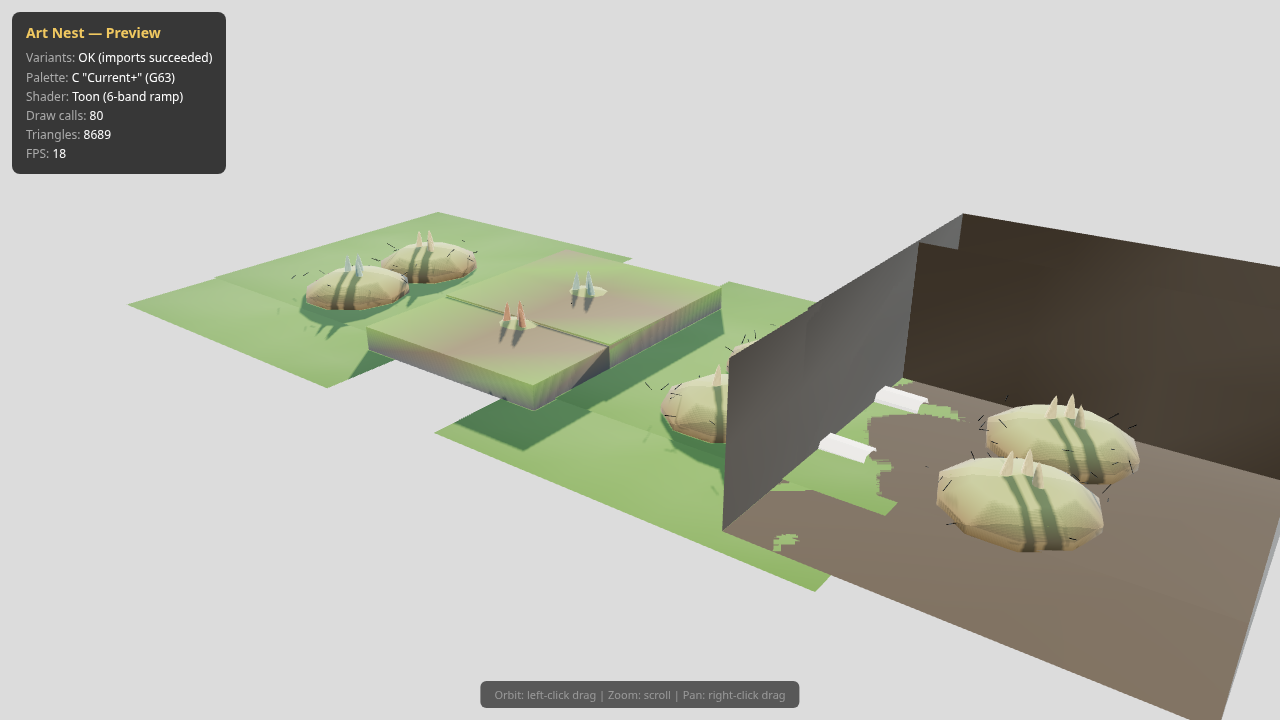 Art Nest — Preview
Variants: OK (imports succeeded)
Palette: C "Current+" (G63)
Shader: Toon (6-band ramp)
Draw calls: 80
Triangles: 8689
FPS: 18
Orbit: left-click drag | Zoom: scroll | Pan: right-click drag